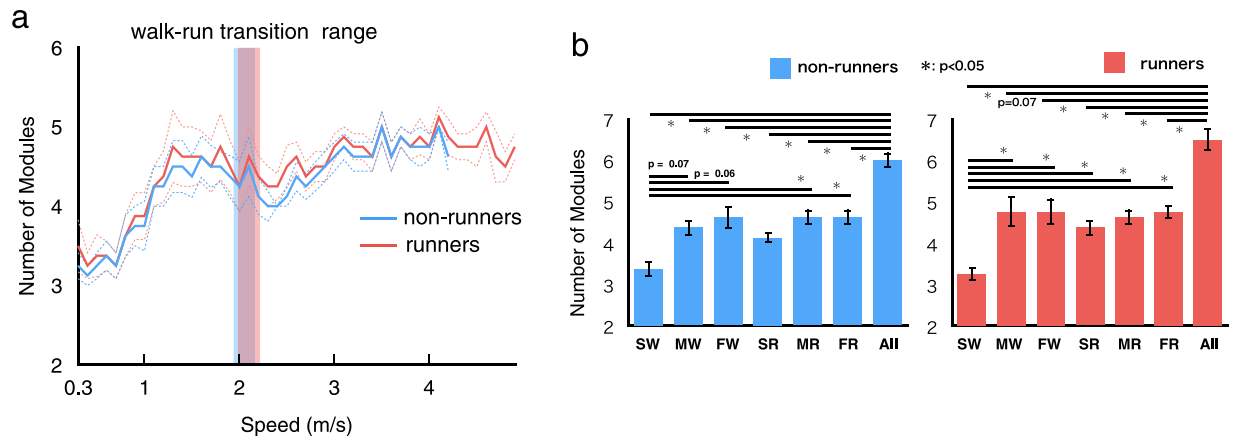 a
walk-run transition range
6
5
4
3
2
0.3 1 2 3 4
Number of Modules
Speed (m/s)
non-runners
runners
b
non-runners *: p<0.05 runners
Number of Modules
7
6
5
4
3
2
* * * * * *
p = 0.07
p = 0.06
* *
SW MW FW SR MR FR All
7
6
5
4
3
2
* p=0.07 * * * *
* * * * *
SW MW FW SR MR FR All